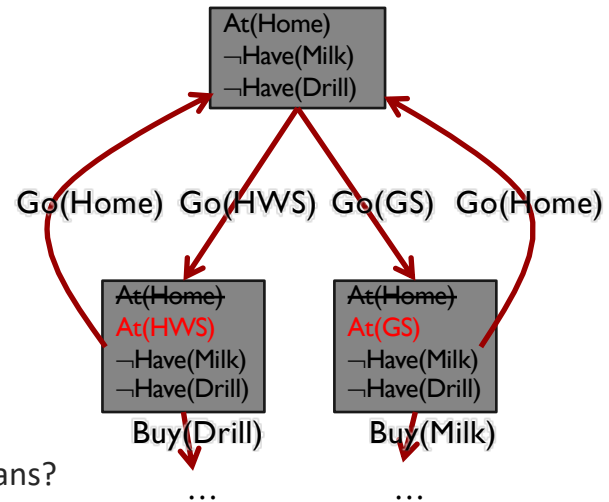 At(Home)
¬Have(Milk)
¬Have(Drill)
Go(Home) Go(HWS) Go(GS) Go(Home)
At(Home)
At(HWS)
¬Have(Milk)
¬Have(Drill)
At(Home)
At(GS)
¬Have(Milk)
¬Have(Drill)
Buy(Drill) Buy(Milk)
ans?
… …